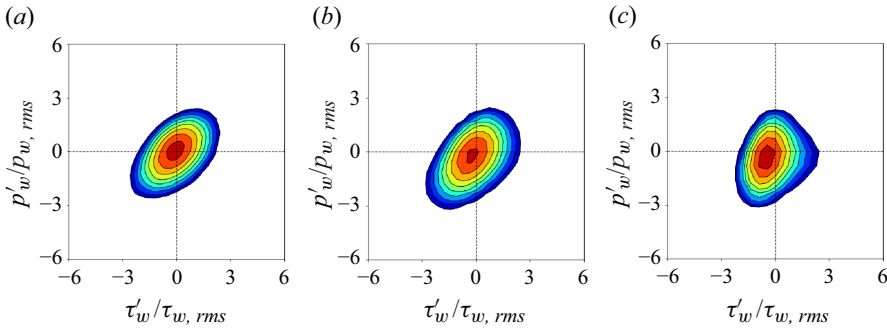 (a)
(b)
(c)
6
3
0
−3
−6
p′w/pw, rms
−6 −3 0 3 6
τ′w/τw, rms
6
3
0
−3
−6
p′w/pw, rms
−6 −3 0 3 6
τ′w/τw, rms
6
3
0
−3
−6
p′w/pw, rms
−6 −3 0 3 6
τ′w/τw, rms